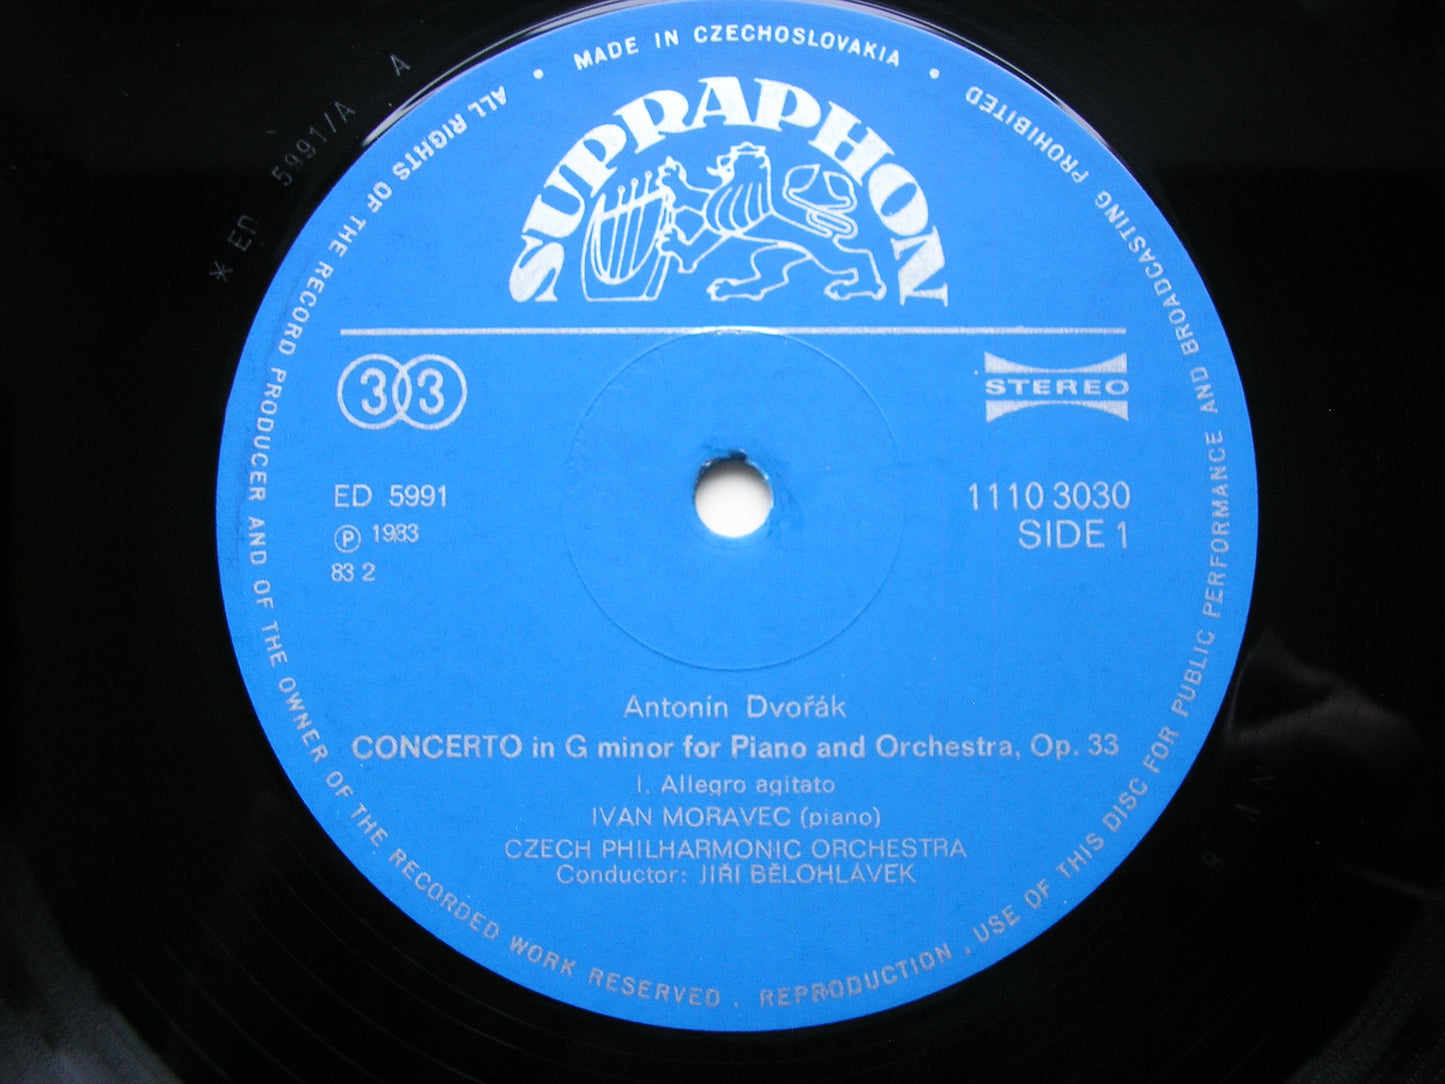 MADE IN CZECHOSLOVAKIA
SUPRAPHON
33
STEREO
ED 5991
Ⓟ 1983
83 2
1110 3030
SIDE 1
Antonín Dvořák
CONCERTO in G minor for Piano and Orchestra, Op. 33
I. Allegro agitato
IVAN MORAVEC (piano)
CZECH PHILHARMONIC ORCHESTRA
Conductor: JIŘI BĚLOHLÁVEK
ALL RIGHTS OF THE RECORD PRODUCER AND OF THE OWNER OF THE RECORDED WORK RESERVED . REPRODUCTION , USE OF THIS DISC FOR PUBLIC PERFORMANCE AND BROADCASTING PROHIBITED
* ED 5991/A A